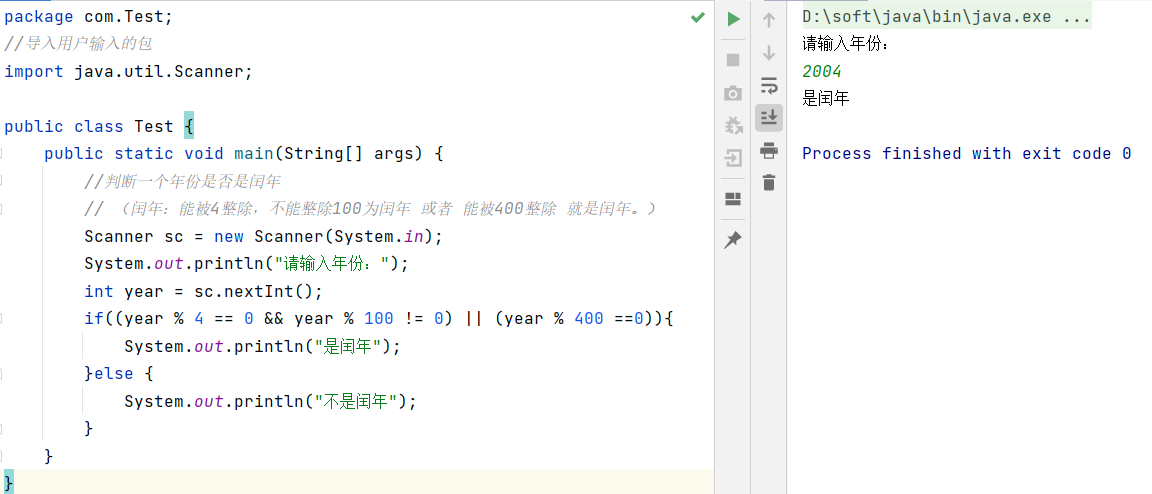 package com.Test;
//导入用户输入的包
import java.util.Scanner;
public class Test {
public static void main(String[] args) {
//判断一个年份是否是闰年
// （闰年：能被4整除，不能整除100为闰年 或者 能被400整除 就是闰年。）
Scanner sc = new Scanner(System.in);
System.out.println("请输入年份：");
int year = sc.nextInt();
if((year % 4 == 0 && year % 100 != 0) || (year % 400 ==0)){
System.out.println("是闰年");
}else {
System.out.println("不是闰年");
}
}
}
D:\soft\java\bin\java.exe ...
请输入年份：
2004
是闰年
Process finished with exit code 0